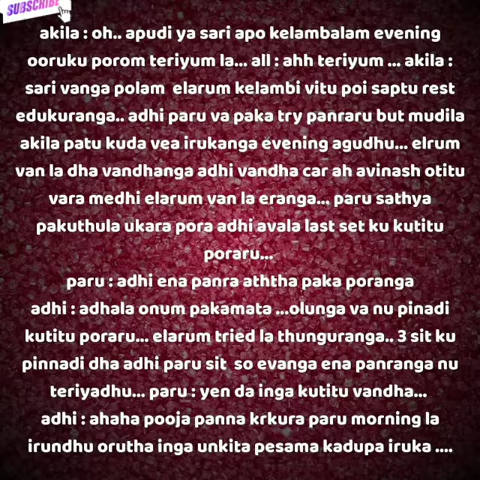 SUBSCRIBE
akila : oh.. apudi ya sari apo kelambalam evening
ooruku porom teriyum la... all : ahh teriyum ... akila :
sari vanga polam elarum kelambi vitu poi saptu rest
edukuranga.. adhi paru va paka try panraru but mudila
akila patu kuda vea irukanga evening agudhu... elrum
van la dha vandhanga adhi vandha car ah avinash otitu
vara medhi elarum van la eranga... paru sathya
pakuthula ukara pora adhi avala last set ku kutitu
poraru...
paru : adhi ena panra aththa paka poranga
adhi : adhala onum pakamata ...olunga va nu pinadi
kutitu poraru... elarum tried la thunguranga.. 3 sit ku
pinnadi dha adhi paru sit so evanga ena panranga nu
teriyadhu... paru : yen da inga kutitu vandha...
adhi : ahaha pooja panna krkura paru morning la
irundhu orutha inga unkita pesama kadupa iruka ....